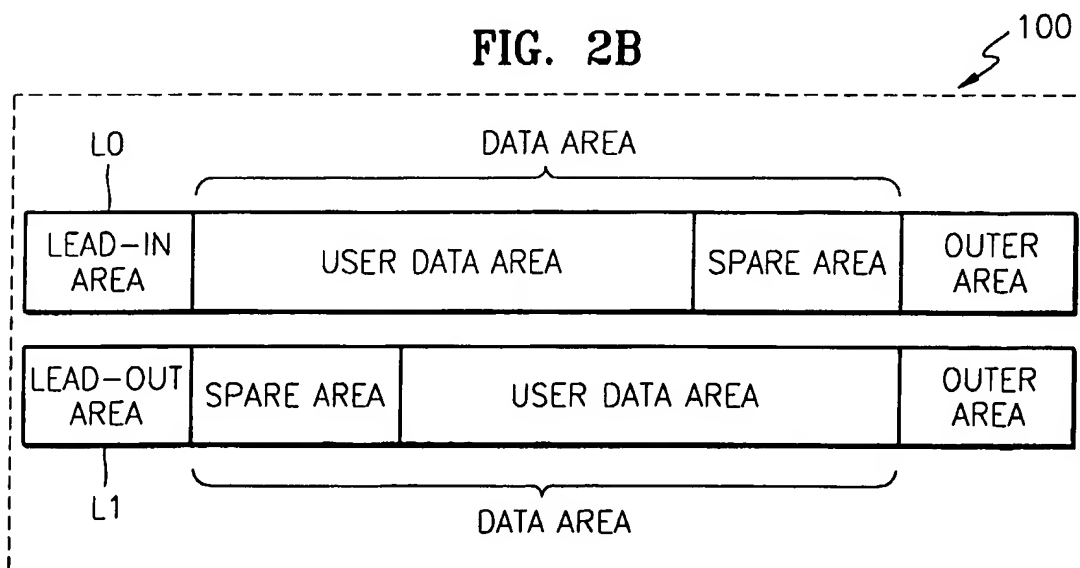 FIG. 2B
100
L0
DATA AREA
LEAD-IN
AREA
USER DATA AREA
SPARE AREA
OUTER
AREA
LEAD-OUT
AREA
SPARE AREA
USER DATA AREA
OUTER
AREA
L1
DATA AREA